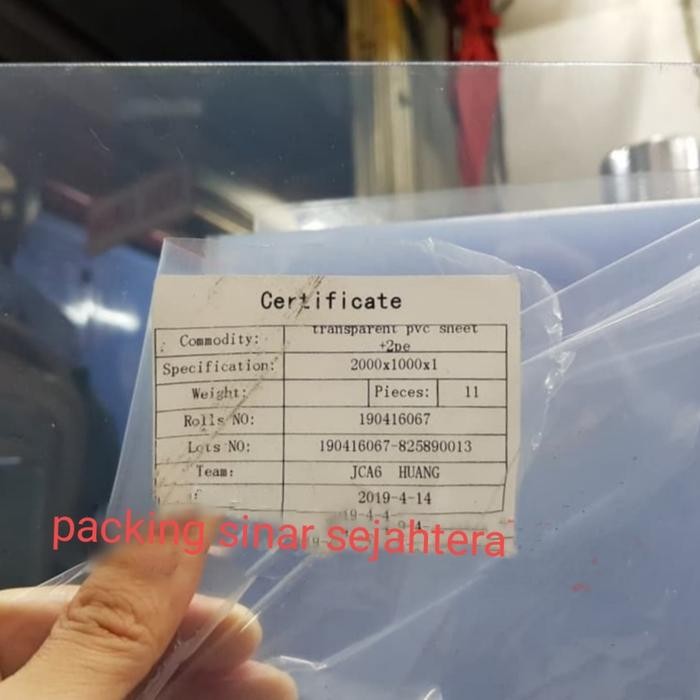 Certificate
Commodity: transparent pvc sheet
+2pe
Specification: 2000x1000x1
Weight: Pieces: 11
Rolls NO: 190416067
Lots NO: 190416067-825890013
Team: JCA6 HUANG
2019-4-14
packing sinar sejahtera